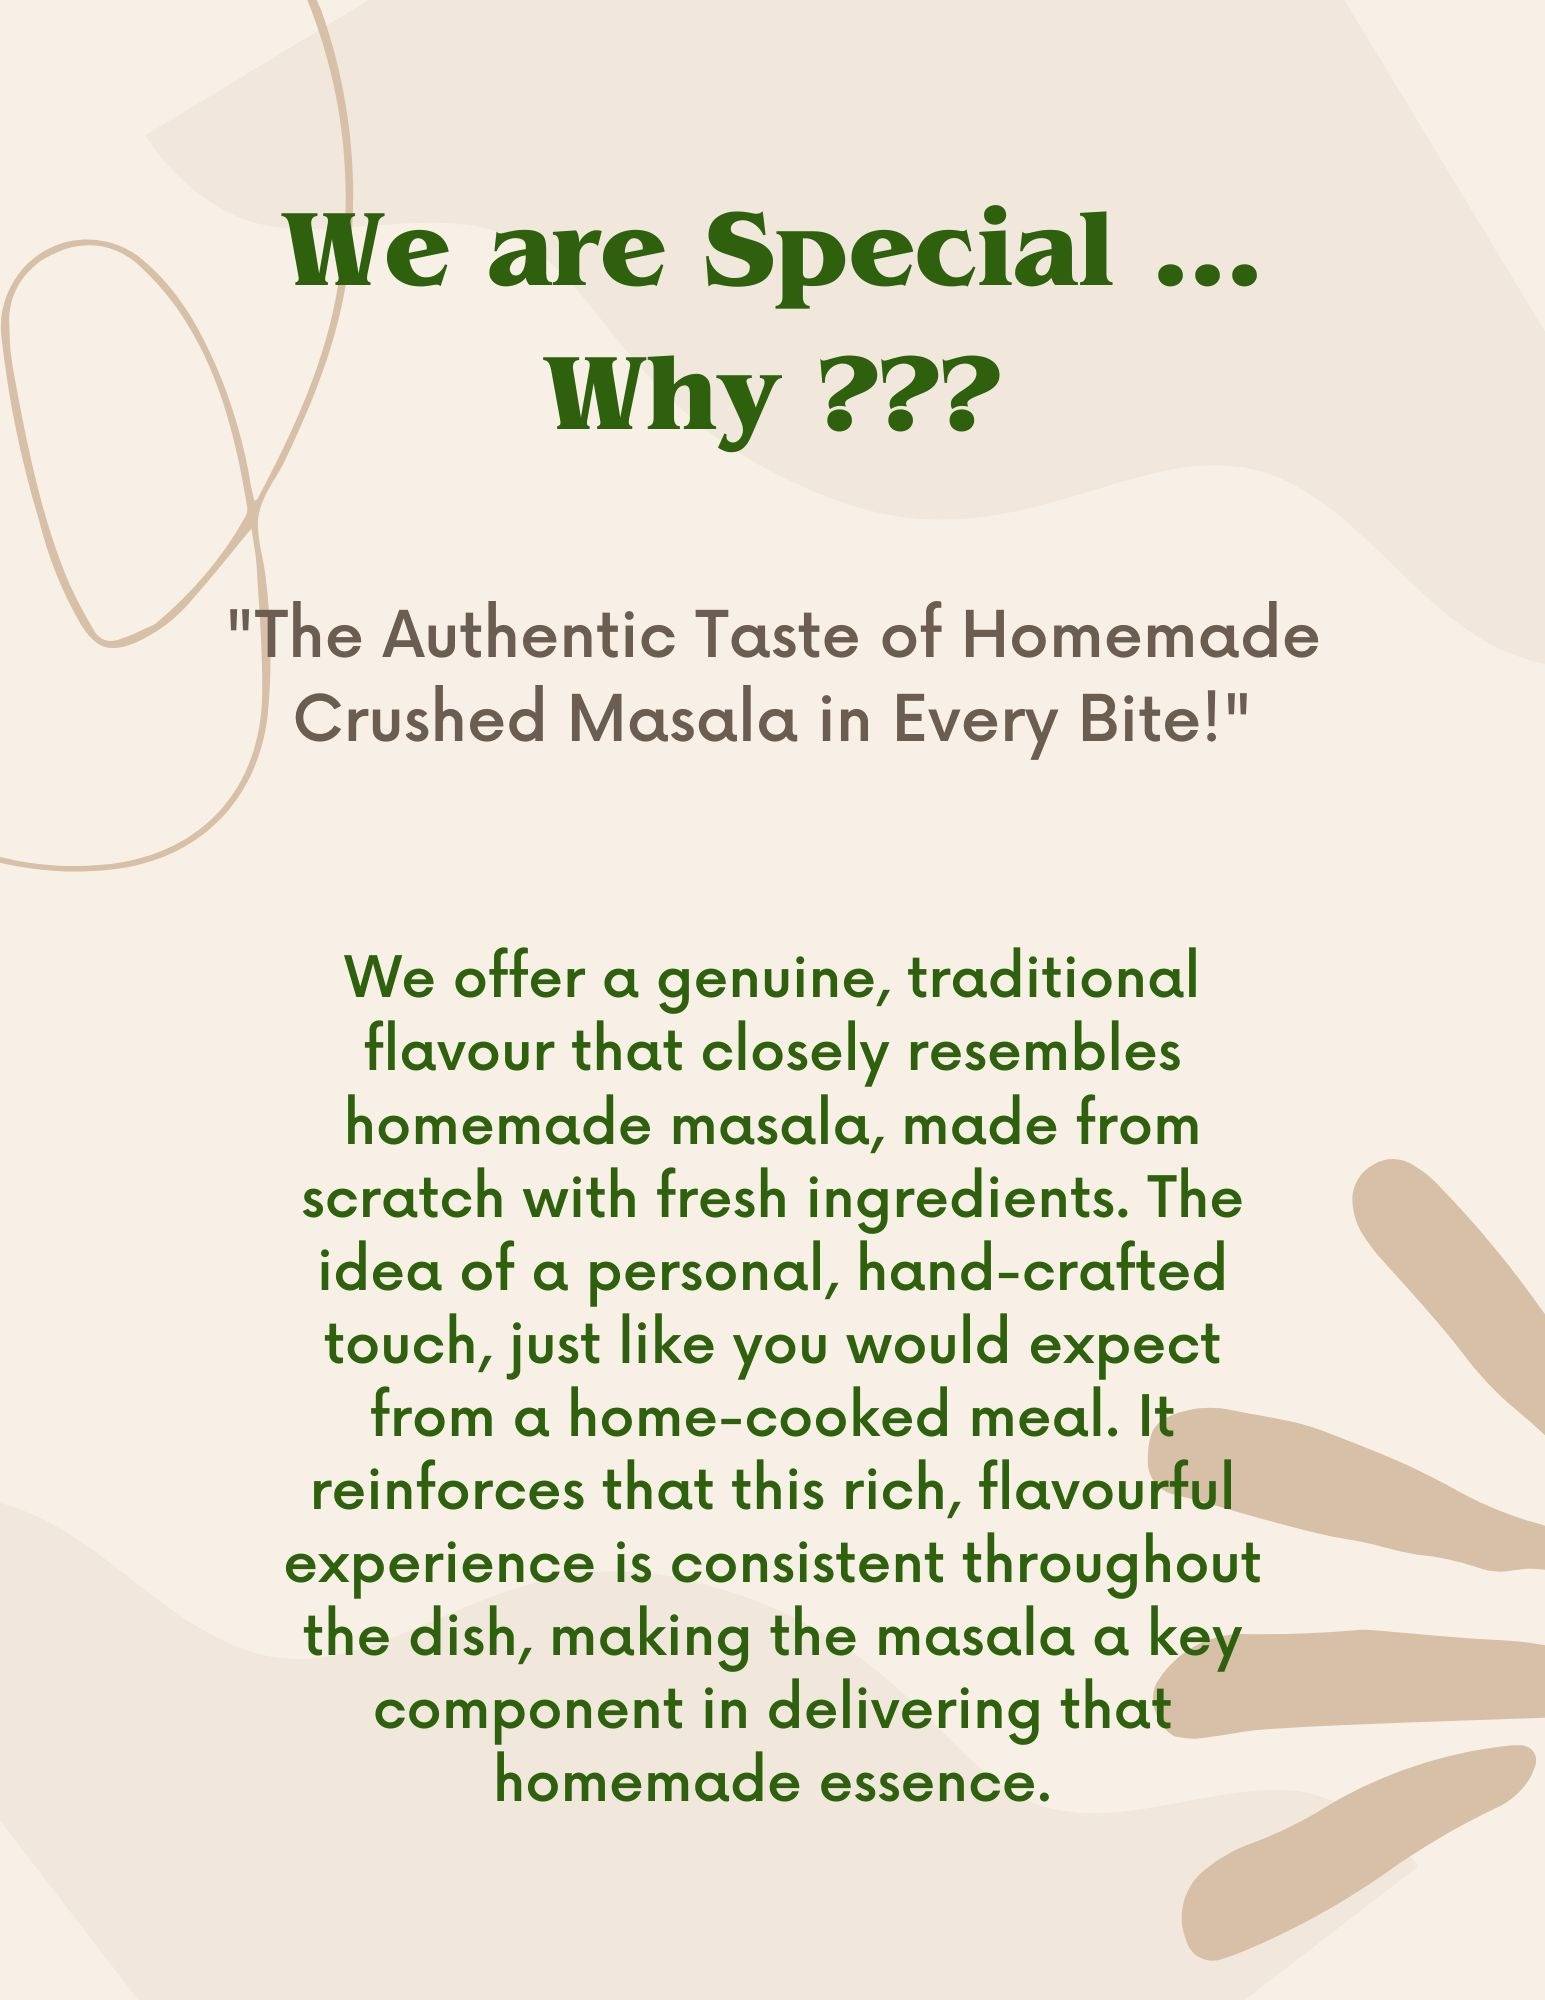 We are Special ...
Why ???
"The Authentic Taste of Homemade
Crushed Masala in Every Bite!"
We offer a genuine, traditional
flavour that closely resembles
homemade masala, made from
scratch with fresh ingredients. The
idea of a personal, hand-crafted
touch, just like you would expect
from a home-cooked meal. It
reinforces that this rich, flavourful
experience is consistent throughout
the dish, making the masala a key
component in delivering that
homemade essence.